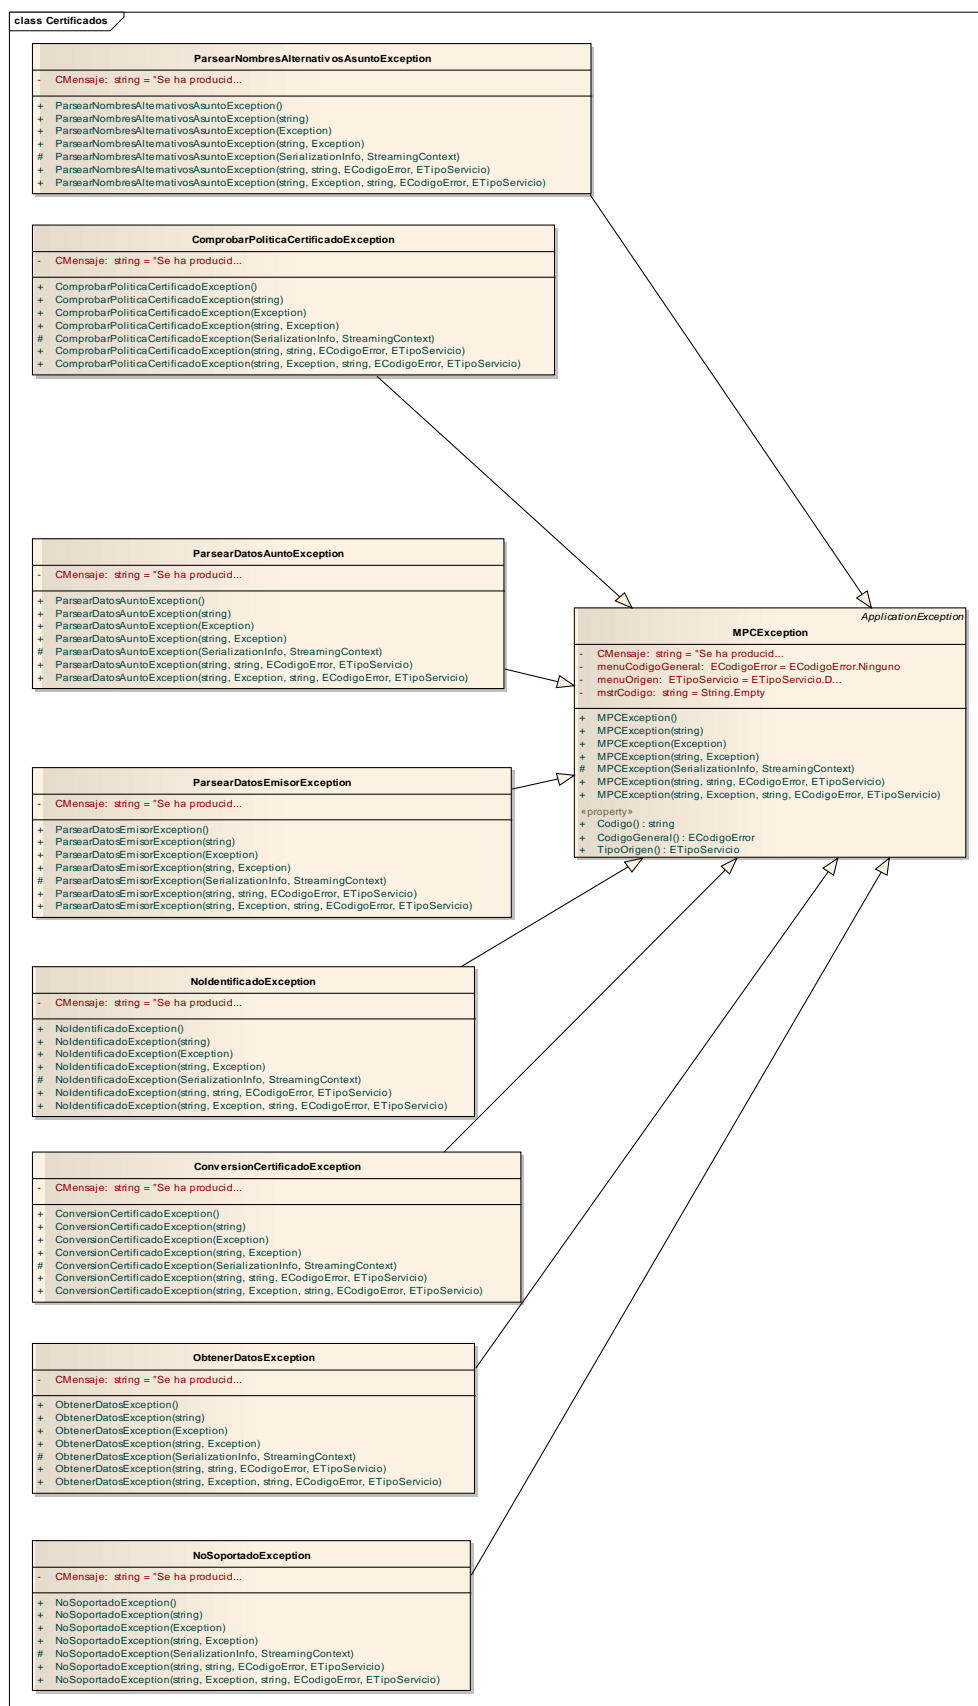 class Certificados
ParsearNombresAlternativosAsuntoException
- CMensaje: string = "Se ha producid...
+ ParsearNombresAlternativosAsuntoException()
+ ParsearNombresAlternativosAsuntoException(string)
+ ParsearNombresAlternativosAsuntoException(Exception)
+ ParsearNombresAlternativosAsuntoException(string, Exception)
# ParsearNombresAlternativosAsuntoException(SerializationInfo, StreamingContext)
+ ParsearNombresAlternativosAsuntoException(string, string, ECodigoError, ETipoServicio)
+ ParsearNombresAlternativosAsuntoException(string, Exception, string, ECodigoError, ETipoServicio)
ComprobarPoliticaCertificadoException
- CMensaje: string = "Se ha producid...
+ ComprobarPoliticaCertificadoException()
+ ComprobarPoliticaCertificadoException(string)
+ ComprobarPoliticaCertificadoException(Exception)
+ ComprobarPoliticaCertificadoException(string, Exception)
# ComprobarPoliticaCertificadoException(SerializationInfo, StreamingContext)
+ ComprobarPoliticaCertificadoException(string, string, ECodigoError, ETipoServicio)
+ ComprobarPoliticaCertificadoException(string, Exception, string, ECodigoError, ETipoServicio)
ParsearDatosAuntoException
- CMensaje: string = "Se ha producid...
+ ParsearDatosAuntoException()
+ ParsearDatosAuntoException(string)
+ ParsearDatosAuntoException(Exception)
+ ParsearDatosAuntoException(string, Exception)
# ParsearDatosAuntoException(SerializationInfo, StreamingContext)
+ ParsearDatosAuntoException(string, string, ECodigoError, ETipoServicio)
+ ParsearDatosAuntoException(string, Exception, string, ECodigoError, ETipoServicio)
ApplicationException
MPCException
- CMensaje: string = "Se ha producid...
- menuCodigoGeneral: ECodigoError = ECodigoError.Ninguno
- menuOrigen: ETipoServicio = ETipoServicio.D...
- mstrCodigo: string = String.Empty
+ MPCException()
+ MPCException(string)
+ MPCException(Exception)
+ MPCException(string, Exception)
# MPCException(SerializationInfo, StreamingContext)
+ MPCException(string, string, ECodigoError, ETipoServicio)
+ MPCException(string, Exception, string, ECodigoError, ETipoServicio)
«property»
+ Codigo() : string
+ CodigoGeneral() : ECodigoError
+ TipoOrigen() : ETipoServicio
ParsearDatosEmisorException
- CMensaje: string = "Se ha producid...
+ ParsearDatosEmisorException()
+ ParsearDatosEmisorException(string)
+ ParsearDatosEmisorException(Exception)
+ ParsearDatosEmisorException(string, Exception)
# ParsearDatosEmisorException(SerializationInfo, StreamingContext)
+ ParsearDatosEmisorException(string, string, ECodigoError, ETipoServicio)
+ ParsearDatosEmisorException(string, Exception, string, ECodigoError, ETipoServicio)
NoIdentificadoException
- CMensaje: string = "Se ha producid...
+ NoIdentificadoException()
+ NoIdentificadoException(string)
+ NoIdentificadoException(Exception)
+ NoIdentificadoException(string, Exception)
# NoIdentificadoException(SerializationInfo, StreamingContext)
+ NoIdentificadoException(string, string, ECodigoError, ETipoServicio)
+ NoIdentificadoException(string, Exception, string, ECodigoError, ETipoServicio)
ConversionCertificadoException
- CMensaje: string = "Se ha producid...
+ ConversionCertificadoException()
+ ConversionCertificadoException(string)
+ ConversionCertificadoException(Exception)
+ ConversionCertificadoException(string, Exception)
# ConversionCertificadoException(SerializationInfo, StreamingContext)
+ ConversionCertificadoException(string, string, ECodigoError, ETipoServicio)
+ ConversionCertificadoException(string, Exception, string, ECodigoError, ETipoServicio)
ObtenerDatosException
- CMensaje: string = "Se ha producid...
+ ObtenerDatosException()
+ ObtenerDatosException(string)
+ ObtenerDatosException(Exception)
+ ObtenerDatosException(string, Exception)
# ObtenerDatosException(SerializationInfo, StreamingContext)
+ ObtenerDatosException(string, string, ECodigoError, ETipoServicio)
+ ObtenerDatosException(string, Exception, string, ECodigoError, ETipoServicio)
NoSoportadoException
- CMensaje: string = "Se ha producid...
+ NoSoportadoException()
+ NoSoportadoException(string)
+ NoSoportadoException(Exception)
+ NoSoportadoException(string, Exception)
# NoSoportadoException(SerializationInfo, StreamingContext)
+ NoSoportadoException(string, string, ECodigoError, ETipoServicio)
+ NoSoportadoException(string, Exception, string, ECodigoError, ETipoServicio)